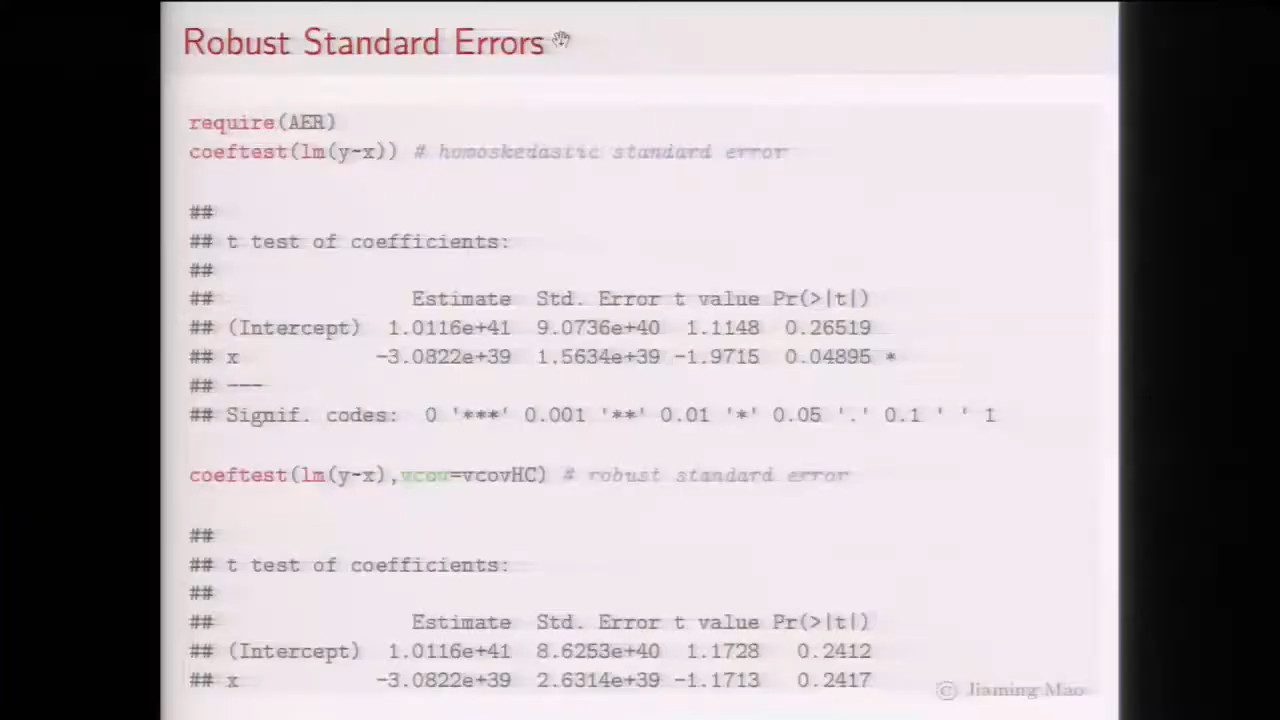 Robust Standard Errors
require(AER)
coeftest(lm(y~x)) # homoskedastic standard error
##
## t test of coefficients:
##
## Estimate Std. Error t value Pr(>|t|)
## (Intercept) 1.0116e+41 9.0736e+40 1.1148 0.26519
## x -3.0822e+39 1.5634e+39 -1.9715 0.04895 *
## ---
## Signif. codes: 0 '***' 0.001 '**' 0.01 '*' 0.05 '.' 0.1 ' ' 1
coeftest(lm(y~x),vcov=vcovHC) # robust standard error
##
## t test of coefficients:
##
## Estimate Std. Error t value Pr(>|t|)
## (Intercept) 1.0116e+41 8.6253e+40 1.1728 0.2412
## x -3.0822e+39 2.6314e+39 -1.1713 0.2417
© Jiaming Mao